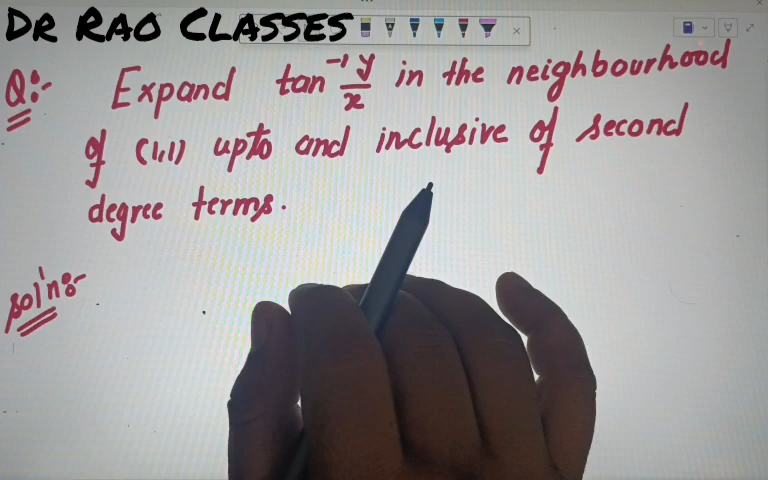 Dr Rao Classes
Q:- Expand tan⁻¹ y/x in the neighbourhood
of (1,1) upto and inclusive of second
degree terms.
sol'n:-